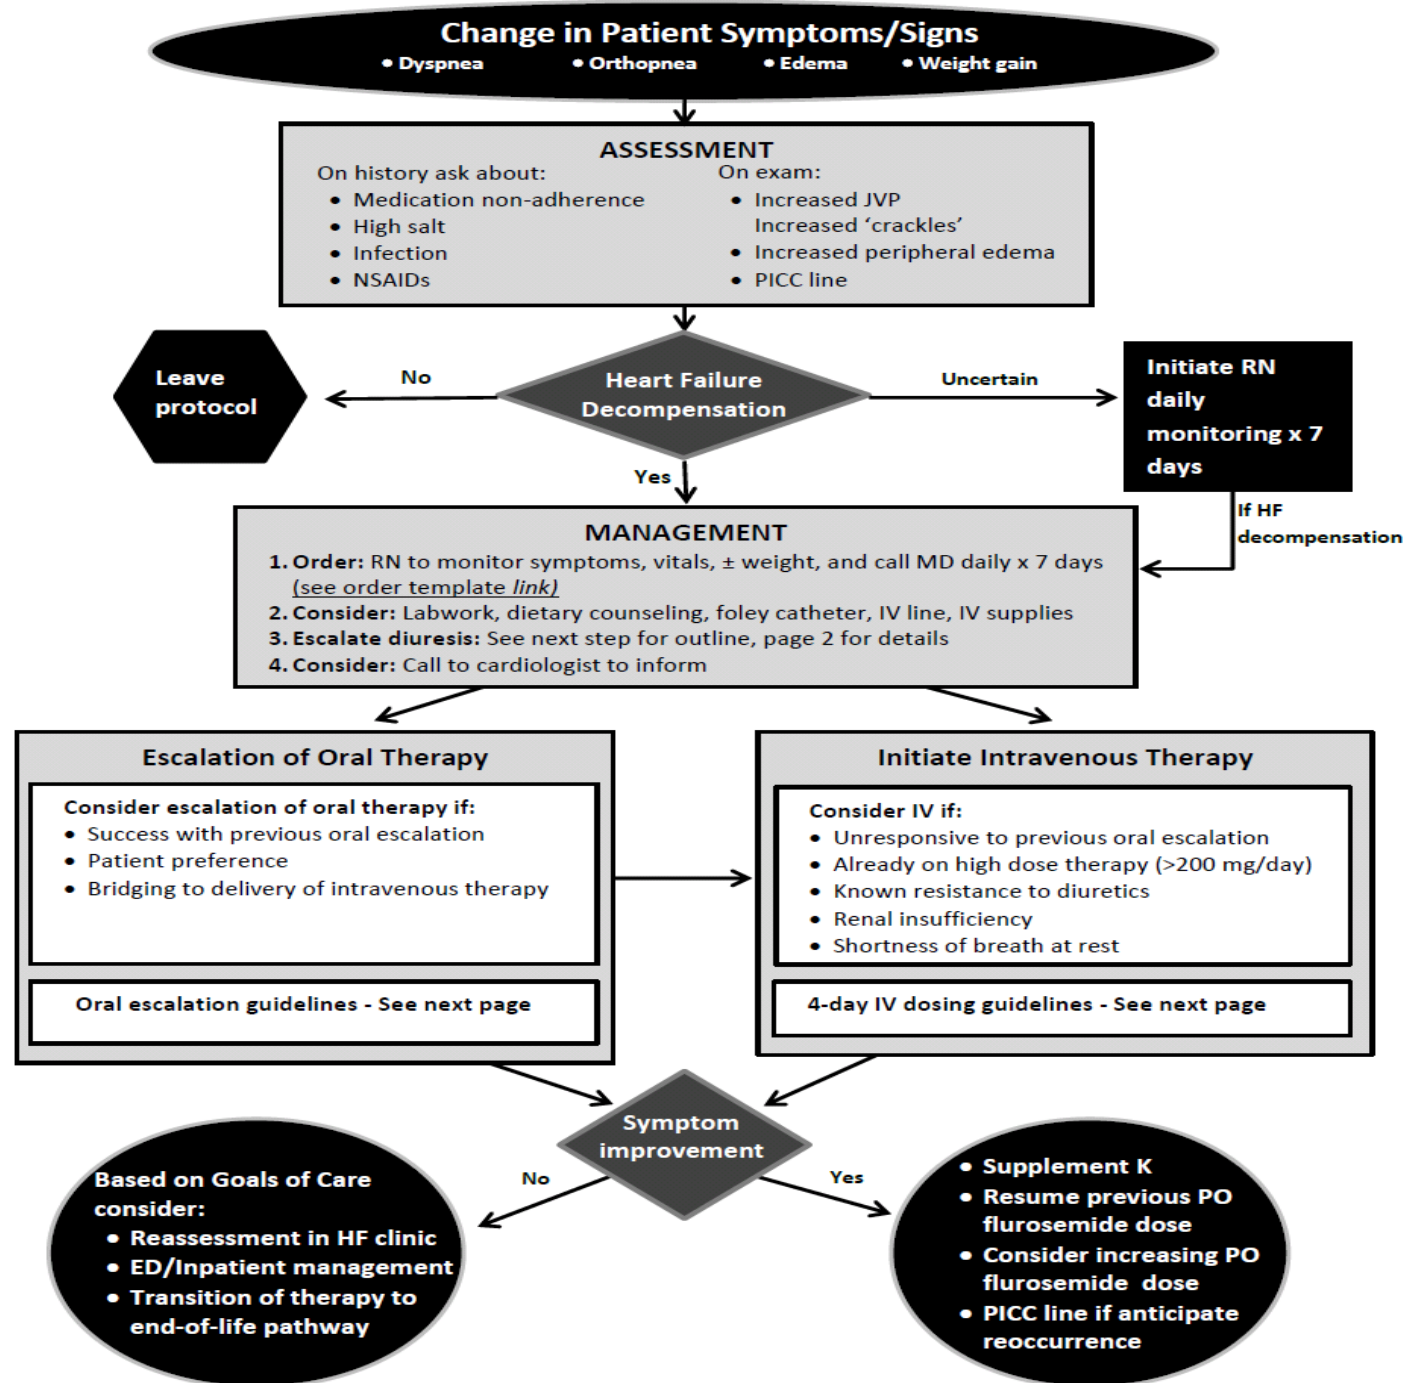 Change in Patient Symptoms/Signs
• Dyspnea • Orthopnea • Edema • Weight gain
ASSESSMENT
On history ask about:
• Medication non-adherence
• High salt
• Infection
• NSAIDs
On exam:
• Increased JVP
Increased ‘crackles’
• Increased peripheral edema
• PICC line
Leave
protocol
No
Heart Failure
Decompensation
Uncertain
Initiate RN
daily
monitoring x 7
days
Yes
If HF
decompensation
MANAGEMENT
1. Order: RN to monitor symptoms, vitals, ± weight, and call MD daily x 7 days
(see order template link)
2. Consider: Labwork, dietary counseling, foley catheter, IV line, IV supplies
3. Escalate diuresis: See next step for outline, page 2 for details
4. Consider: Call to cardiologist to inform
Escalation of Oral Therapy
Consider escalation of oral therapy if:
• Success with previous oral escalation
• Patient preference
• Bridging to delivery of intravenous therapy
Oral escalation guidelines - See next page
Initiate Intravenous Therapy
Consider IV if:
• Unresponsive to previous oral escalation
• Already on high dose therapy (>200 mg/day)
• Known resistance to diuretics
• Renal insufficiency
• Shortness of breath at rest
4-day IV dosing guidelines - See next page
Symptom
improvement
No
Yes
Based on Goals of Care
consider:
• Reassessment in HF clinic
• ED/Inpatient management
• Transition of therapy to
end-of-life pathway
• Supplement K
• Resume previous PO
flurosemide dose
• Consider increasing PO
flurosemide dose
• PICC line if anticipate
reoccurrence